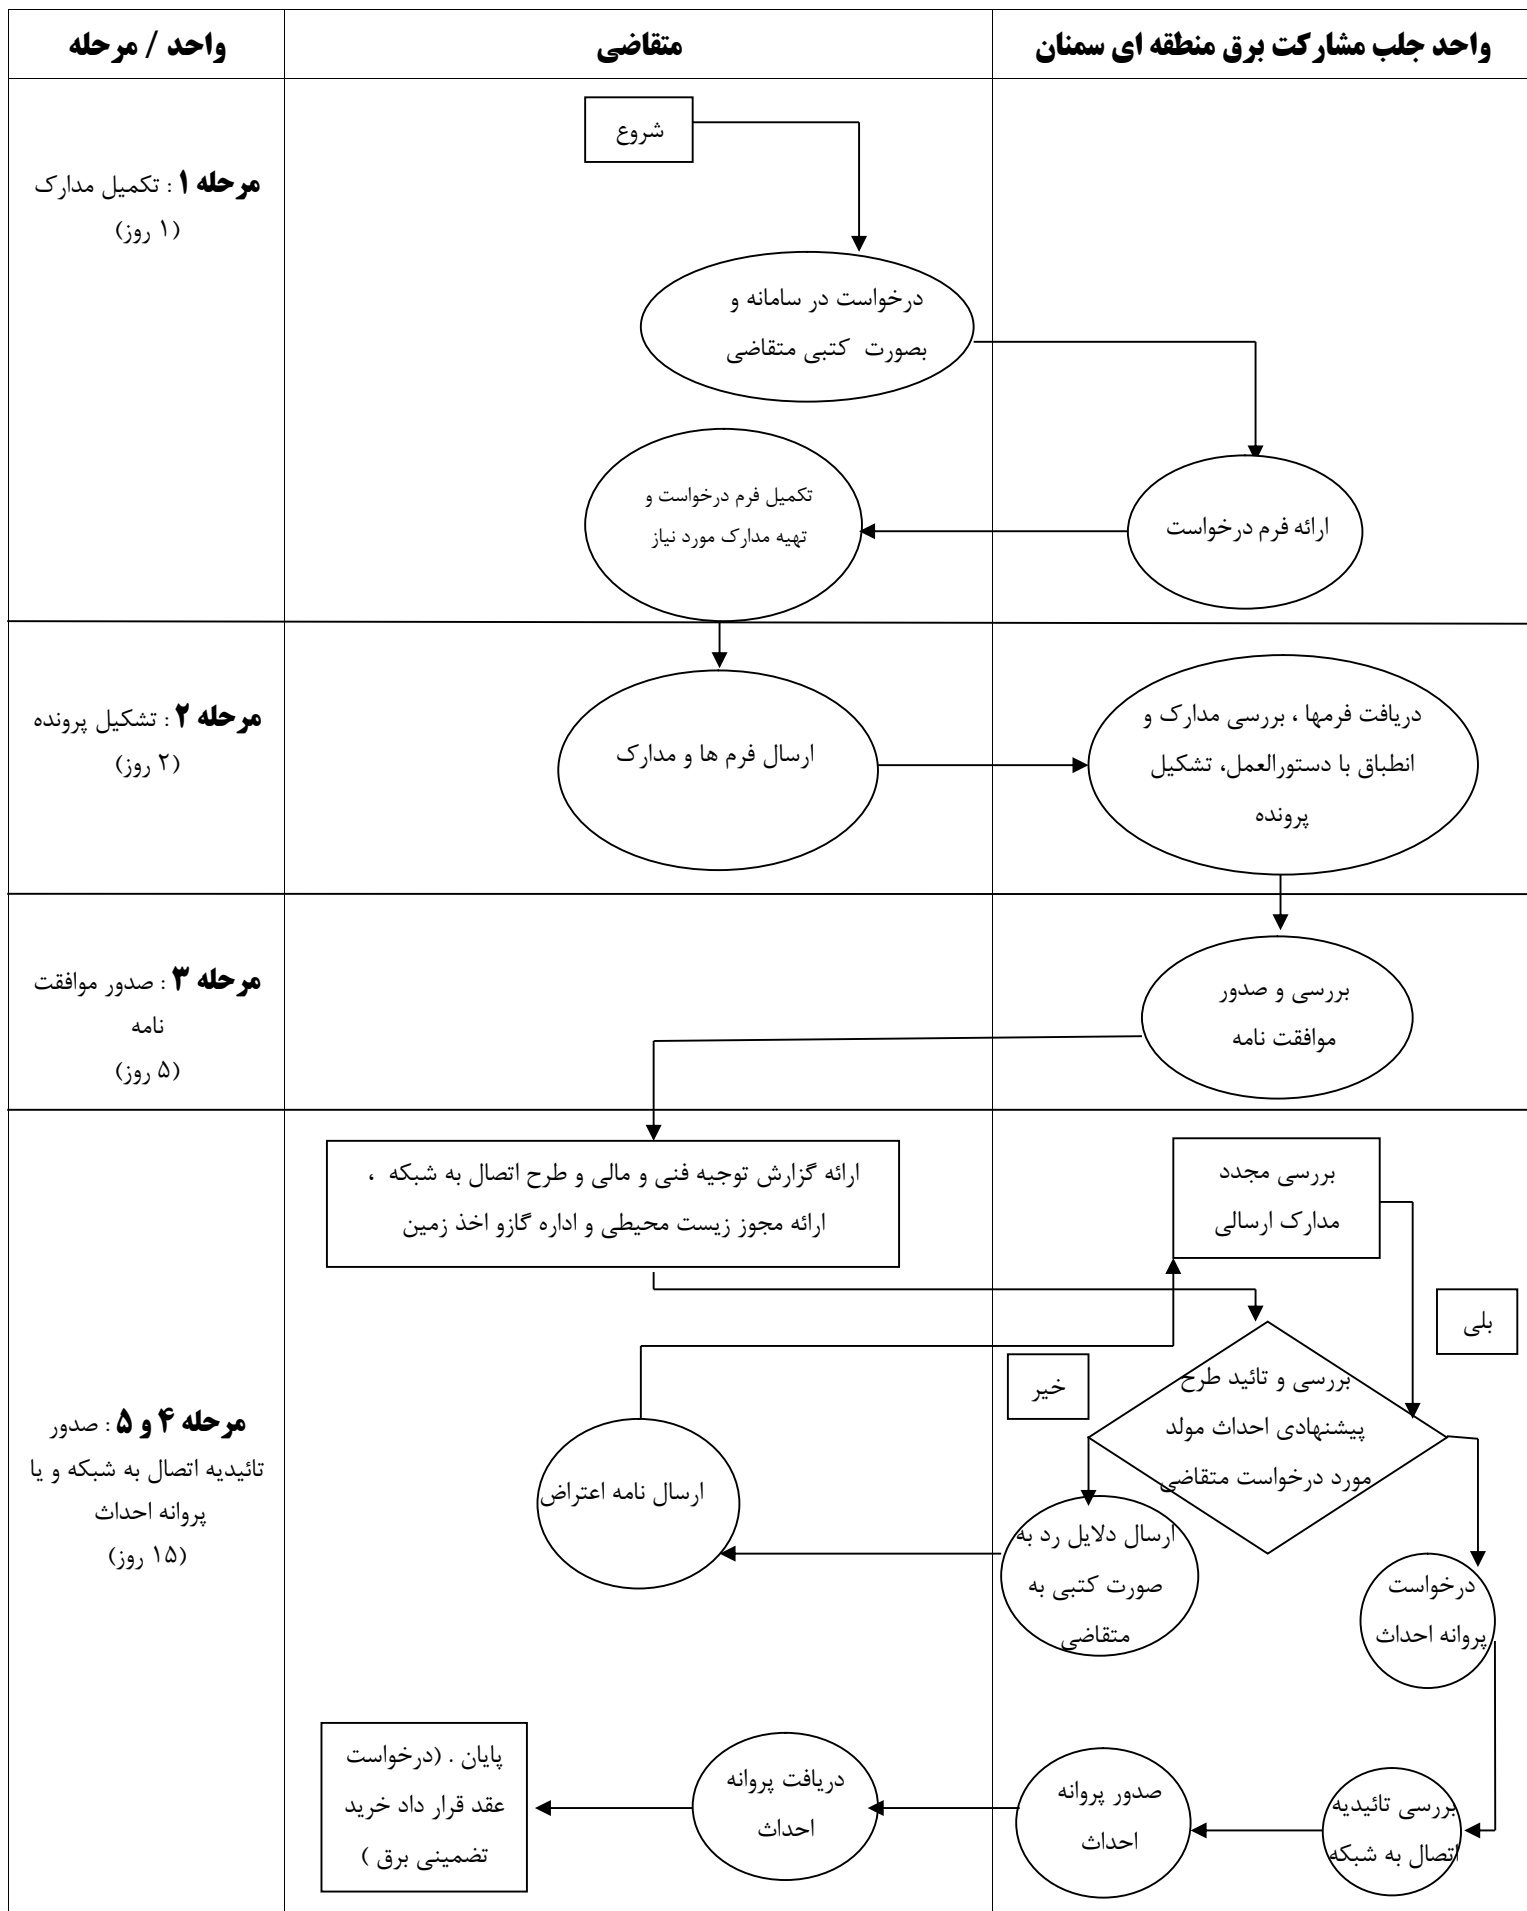 واحد جلب مشارکت برق منطقه ای سمنان
متقاضی
واحد / مرحله
شروع
مرحله ۱ : تکمیل مدارک
(۱ روز)
درخواست در سامانه و
بصورت کتبی متقاضی
ارائه فرم درخواست
تکمیل فرم درخواست و
تهیه مدارک مورد نیاز
مرحله ۲ : تشکیل پرونده
(۲ روز)
ارسال فرم ها و مدارک
دریافت فرمها ، بررسی مدارک و
انطباق با دستورالعمل، تشکیل
پرونده
مرحله ۳ : صدور موافقت
نامه
(۵ روز)
بررسی و صدور
موافقت نامه
مرحله ۴ و ۵ : صدور
تائیدیه اتصال به شبکه و یا
پروانه احداث
(۱۵ روز)
ارائه گزارش توجیه فنی و مالی و طرح اتصال به شبکه ،
ارائه مجوز زیست محیطی و اداره گازو اخذ زمین
بررسی مجدد
مدارک ارسالی
بلی
خیر
بررسی و تائید طرح
پیشنهادی احداث مولد
مورد درخواست متقاضی
ارسال دلایل رد به
صورت کتبی به
متقاضی
ارسال نامه اعتراض
درخواست
پروانه احداث
بررسی تائیدیه
اتصال به شبکه
صدور پروانه
احداث
دریافت پروانه
احداث
پایان . (درخواست
عقد قرار داد خرید
تضمینی برق )